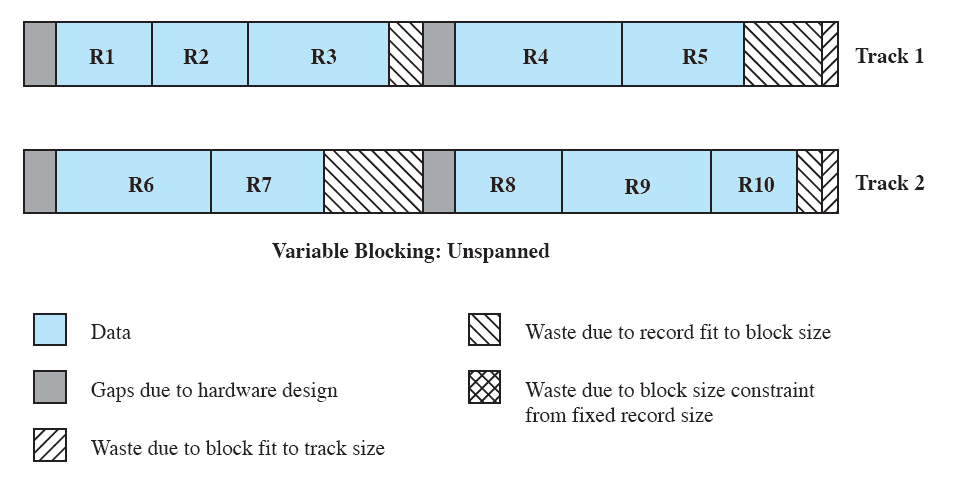 R1 R2 R3 R4 R5 Track 1
R6 R7 R8 R9 R10 Track 2
Variable Blocking: Unspanned
Data
Gaps due to hardware design
Waste due to block fit to track size
Waste due to record fit to block size
Waste due to block size constraint
from fixed record size